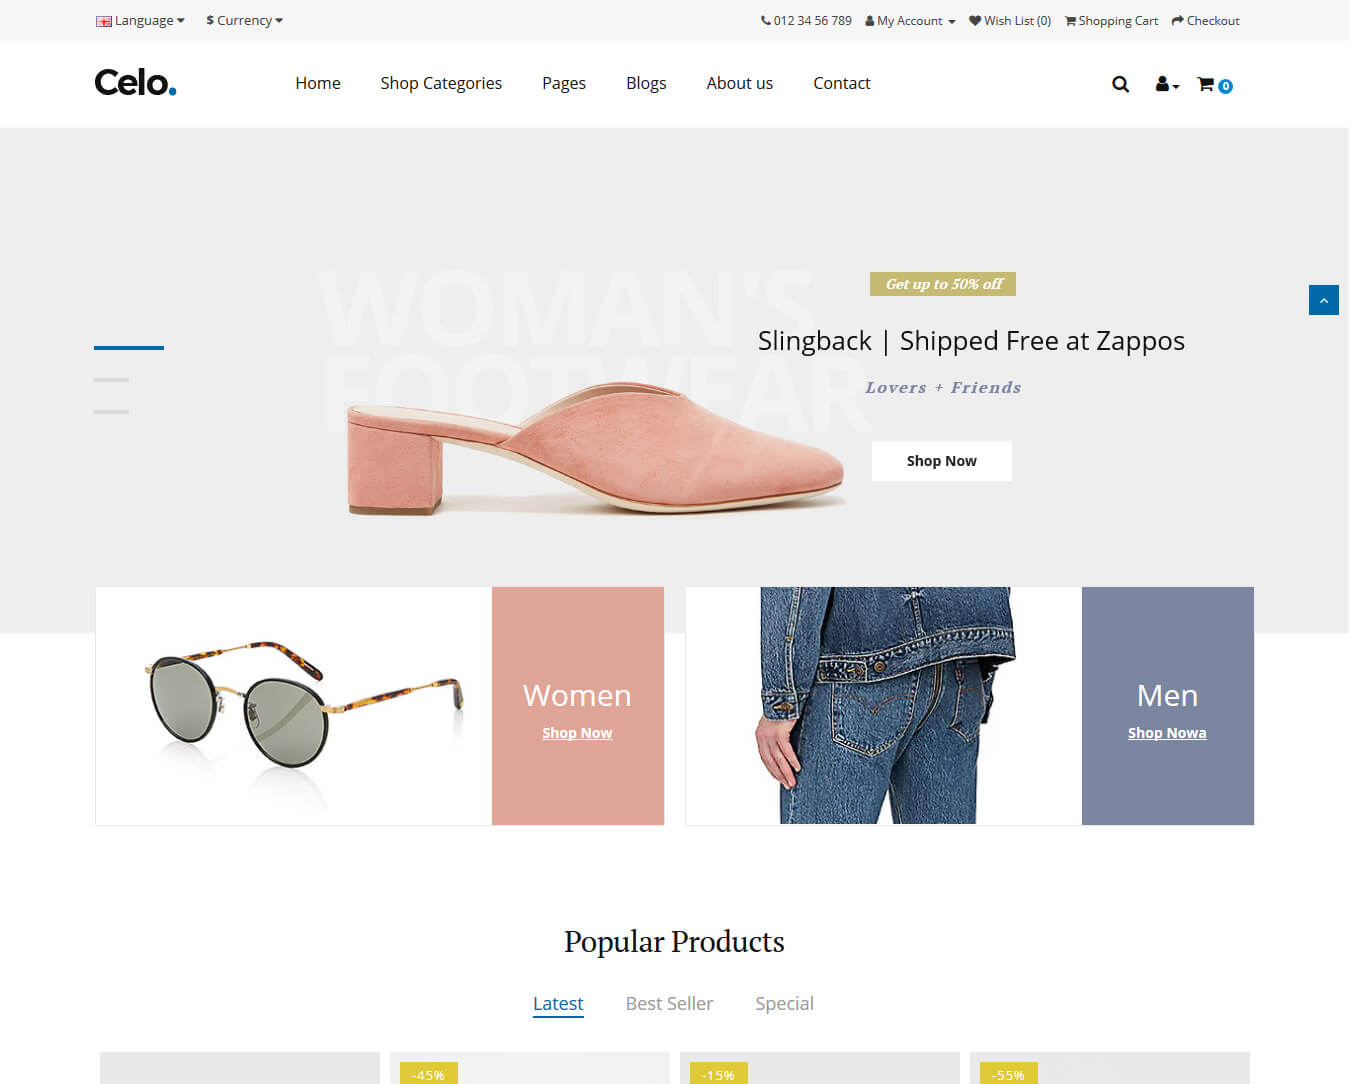 Language
$ Currency
012 34 56 789
My Account
Wish List (0)
Shopping Cart
Checkout
Celo.
Home
Shop Categories
Pages
Blogs
About us
Contact
0
WOMAN'S
FOOTWEAR
Get up to 50% off
Slingback | Shipped Free at Zappos
Lovers + Friends
Shop Now
Women
Shop Now
Men
Shop Nowa
Popular Products
Latest
Best Seller
Special
-45%
-15%
-55%